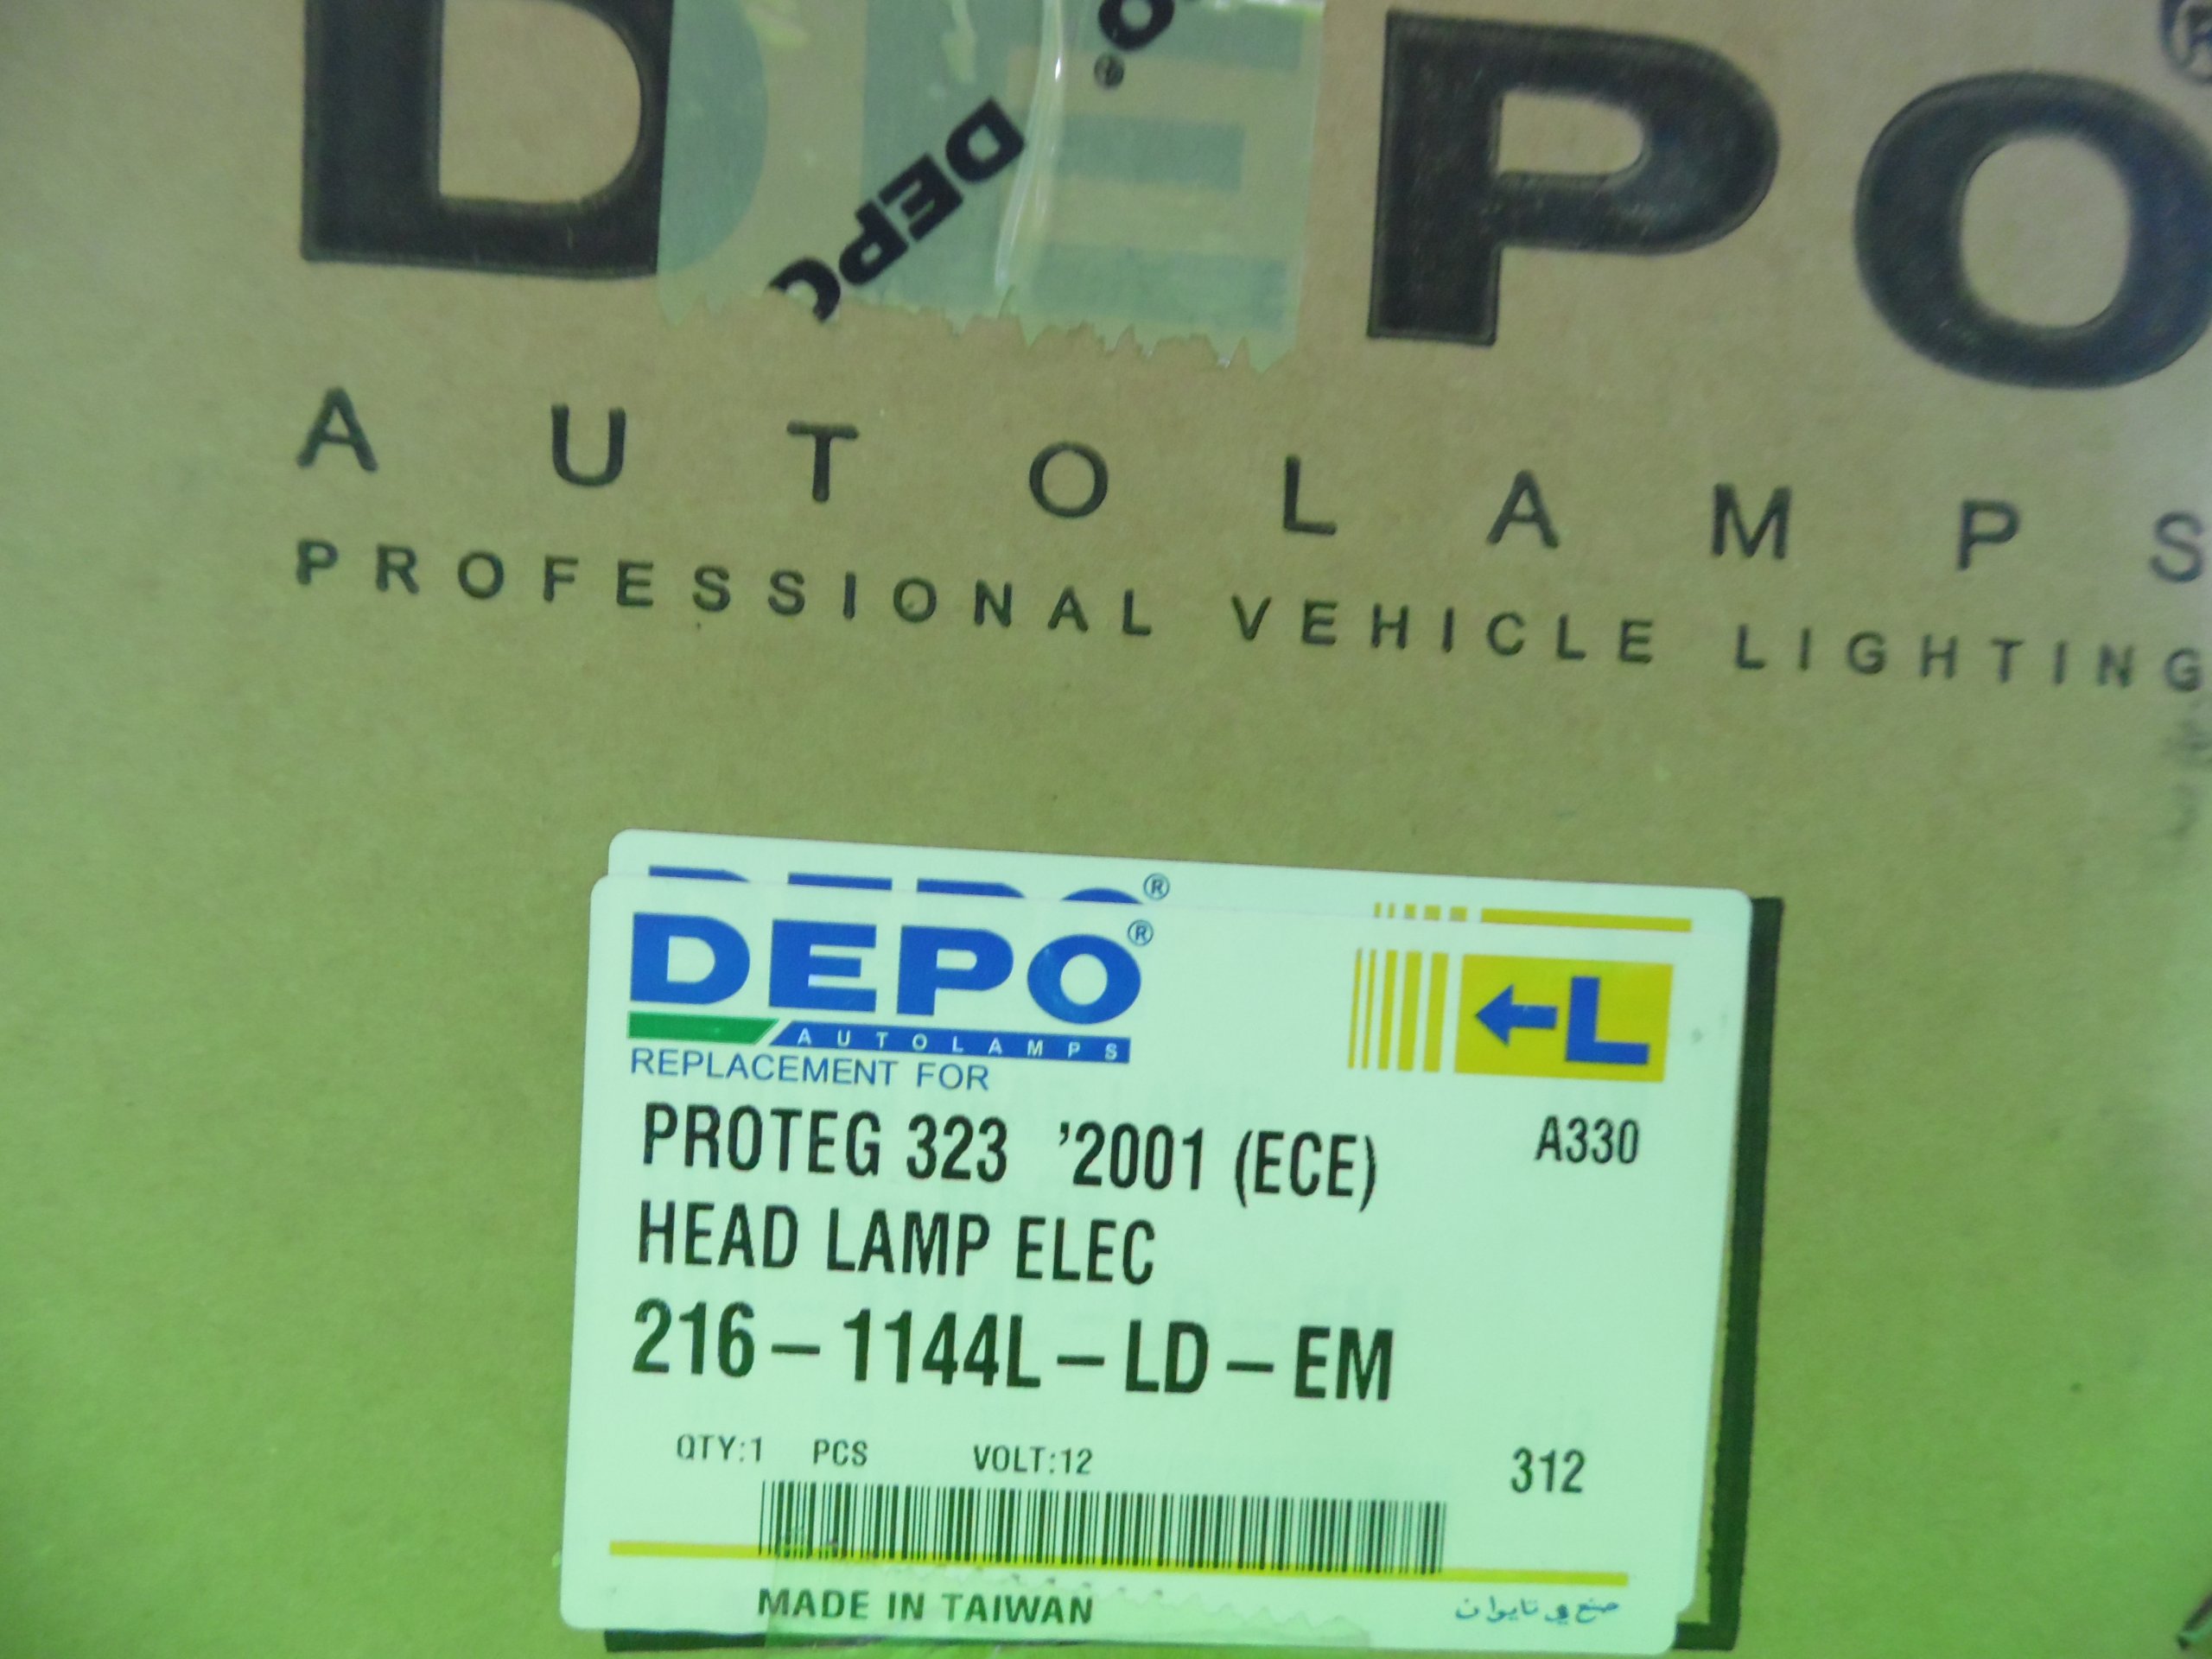 DEPO
O®
DEPO
AUTOLAMPS
PROFESSIONAL VEHICLE LIGHTING
DEPO®
DEPO®
AUTOLAMPS
←L
REPLACEMENT FOR
PROTEG 323 '2001 (ECE) A330
HEAD LAMP ELEC
216-1144L-LD-EM
QTY:1 PCS VOLT:12 312
MADE IN TAIWAN صنع في تايوان